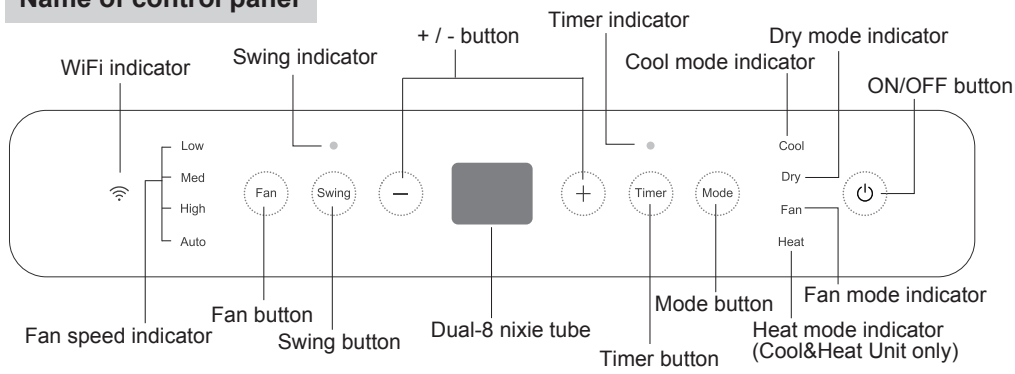 Name of control panel
Timer indicator
+ / - button
Dry mode indicator
Swing indicator
Cool mode indicator
WiFi indicator
ON/OFF button
Low
Cool
Med
Dry
Fan
Swing
Timer
Mode
High
Fan
Auto
Heat
Fan speed indicator
Fan button
Swing button
Dual-8 nixie tube
Timer button
Mode button
Fan mode indicator
Heat mode indicator
(Cool&Heat Unit only)